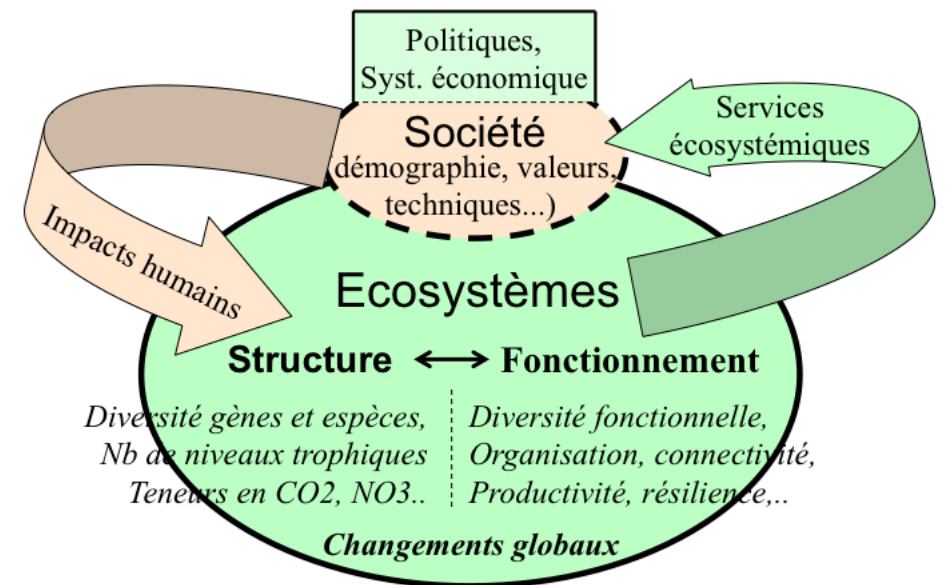 Politiques,
Syst. économique
Société
(démographie, valeurs,
techniques...)
Services
écosystémiques
Impacts humains
Ecosystèmes
Structure
Fonctionnement
Diversité gènes et espèces,
Nb de niveaux trophiques
Teneurs en CO2, NO3..
Diversité fonctionnelle,
Organisation, connectivité,
Productivité, résilience,..
Changements globaux